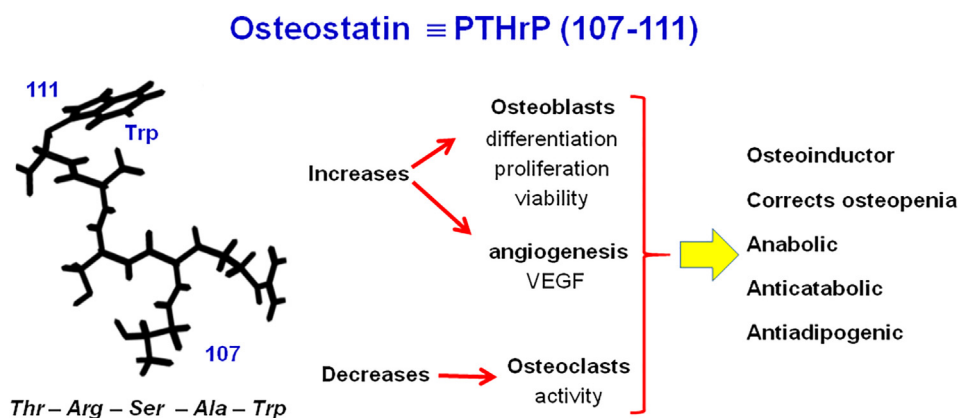 Osteostatin ≡ PTHrP (107-111)
111
Trp
107
Thr – Arg – Ser – Ala – Trp
Increases
Osteoblasts
differentiation
proliferation
viability
angiogenesis
VEGF
Decreases
Osteoclasts
activity
Osteoinductor
Corrects osteopenia
Anabolic
Anticatabolic
Antiadipogenic